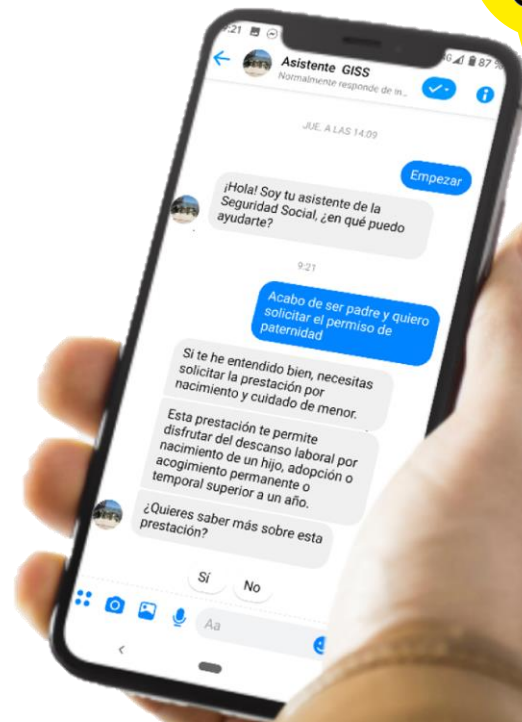 9:21
4G 87 %
Asistente GISS
Normalmente responde de in...
JUE. A LAS 14:09
Empezar
¡Hola! Soy tu asistente de la
Seguridad Social, ¿en qué puedo
ayudarte?
9:21
Acabo de ser padre y quiero
solicitar el permiso de
paternidad
Si te he entendido bien, necesitas
solicitar la prestación por
nacimiento y cuidado de menor.
Esta prestación te permite
disfrutar del descanso laboral por
nacimiento de un hijo, adopción o
acogimiento permanente o
temporal superior a un año.
¿Quieres saber más sobre esta
prestación?
Sí No
Aa